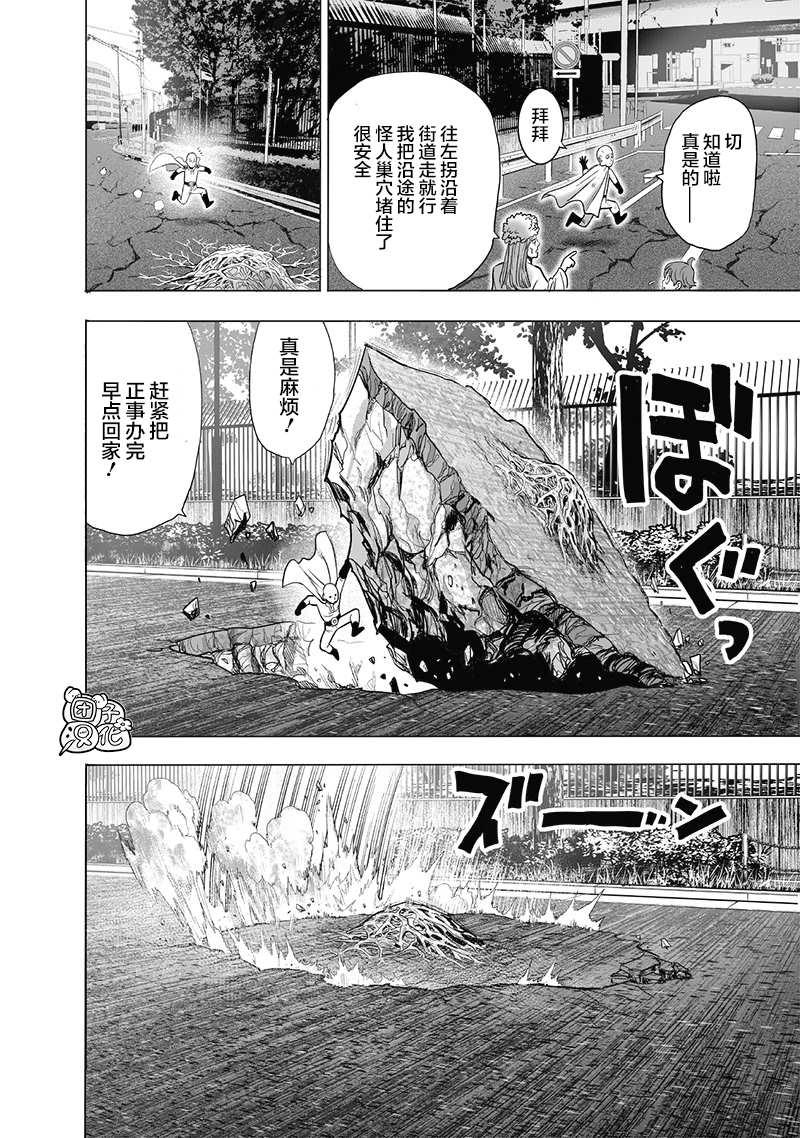 切
知道啦
真是的——
拜
拜
往左拐沿着
街道走就行
我把沿途的
怪人巢穴堵住了
很安全
ぼぐっ
真是麻烦！
赶紧把
正事办完
早点回家！
ズーン